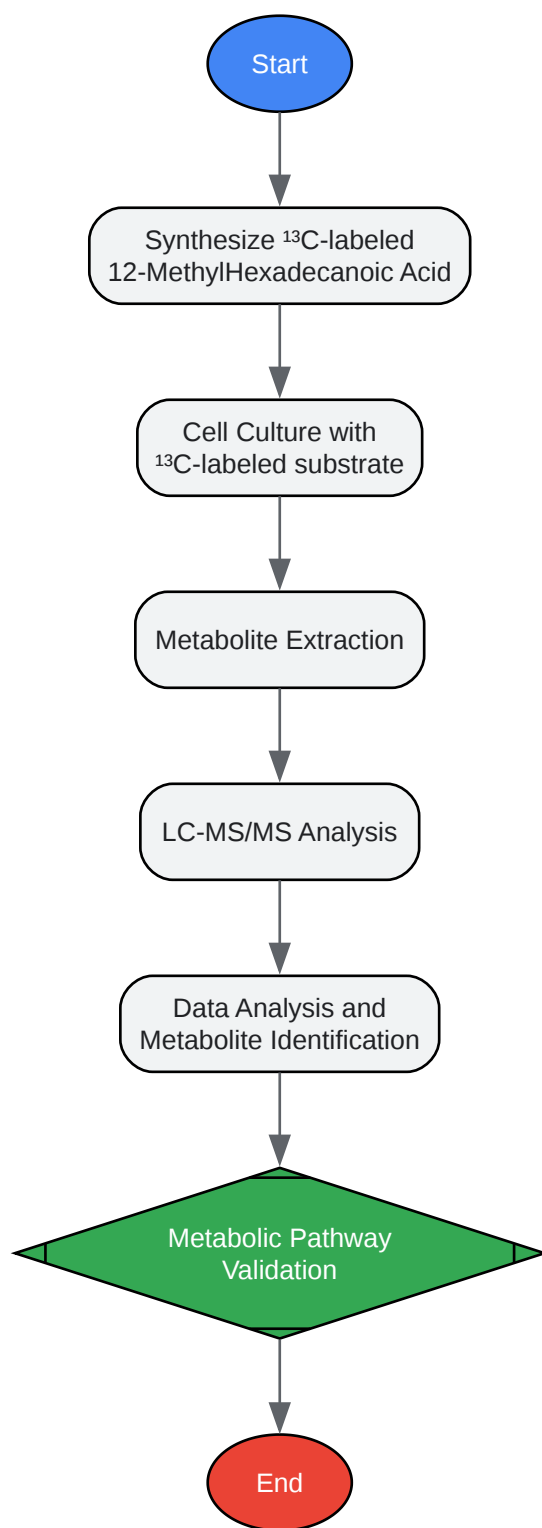 Start
Synthesize ¹³C-labeled
12-MethylHexadecanoic Acid
Cell Culture with
¹³C-labeled substrate
Metabolite Extraction
LC-MS/MS Analysis
Data Analysis and
Metabolite Identification
Metabolic Pathway
Validation
End